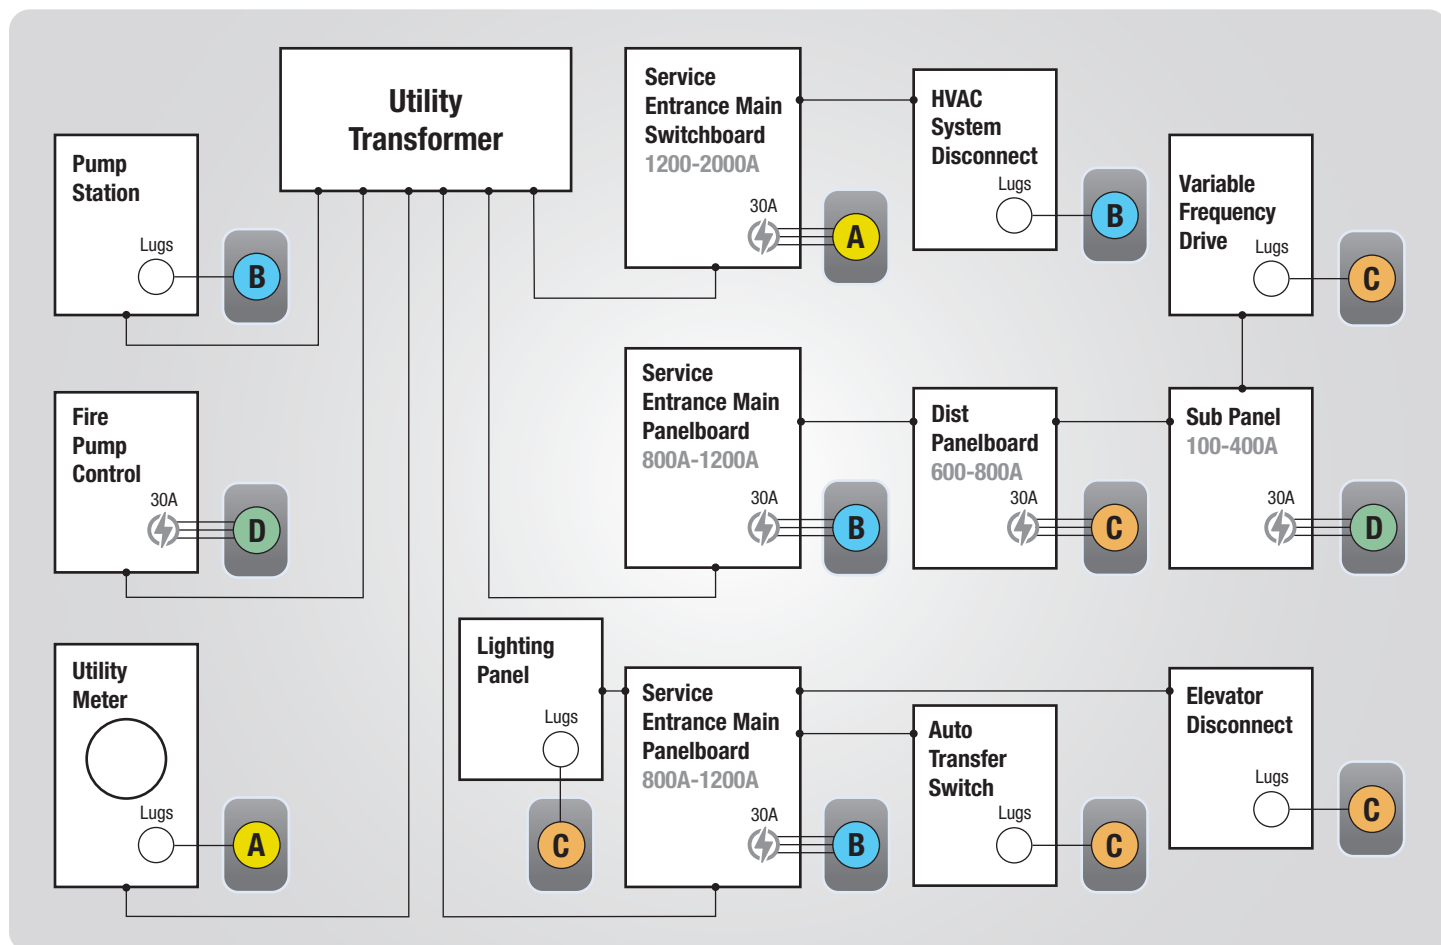 Utility
Transformer
Pump
Station
Lugs
B
Fire
Pump
Control
30A
D
Utility
Meter
Lugs
A
Service
Entrance Main
Switchboard
1200-2000A
30A
A
HVAC
System
Disconnect
Lugs
B
Variable
Frequency
Drive
Lugs
C
Service
Entrance Main
Panelboard
800A-1200A
30A
B
Dist
Panelboard
600-800A
30A
C
Sub Panel
100-400A
30A
D
Lighting
Panel
Lugs
C
Service
Entrance Main
Panelboard
800A-1200A
30A
B
Auto
Transfer
Switch
Lugs
C
Elevator
Disconnect
Lugs
C